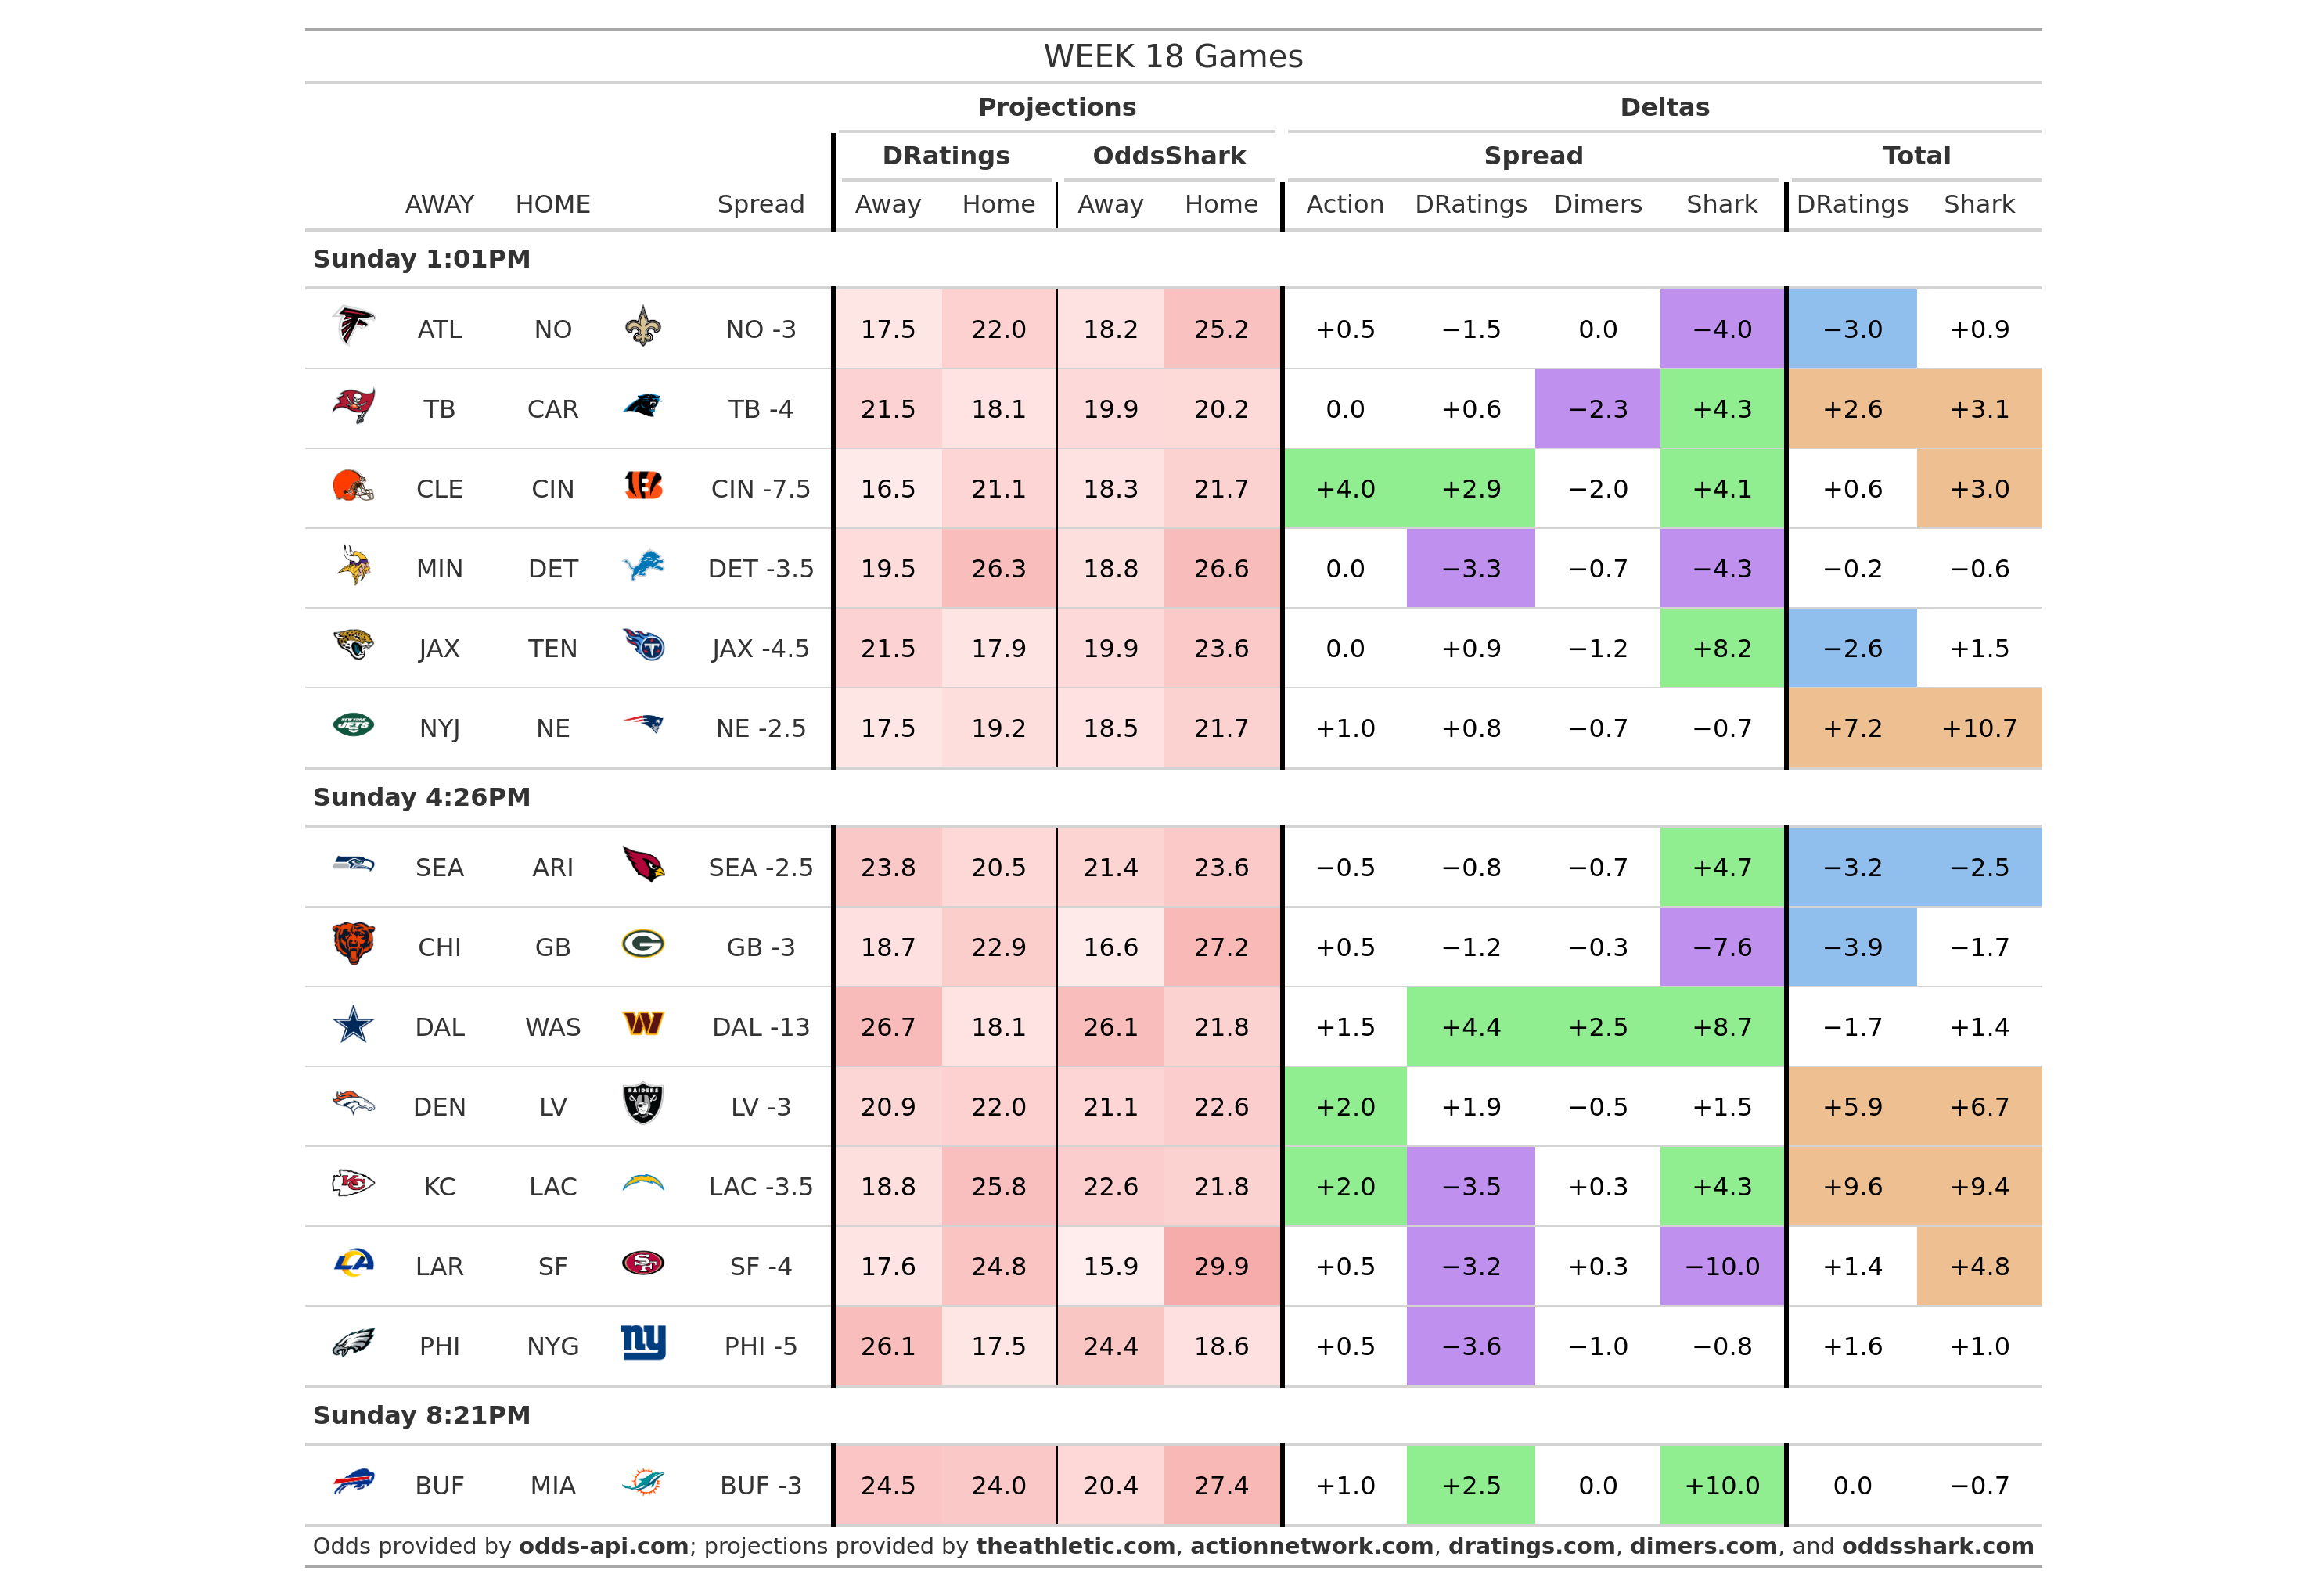 WEEK 18 Games
Projections Deltas
DRatings OddsShark Spread Total
AWAY HOME Spread Away Home Away Home Action DRatings Dimers Shark DRatings Shark
Sunday 1:01PM
ATL NO NO -3 17.5 22.0 18.2 25.2 +0.5 −1.5 0.0 −4.0 −3.0 +0.9
TB CAR TB -4 21.5 18.1 19.9 20.2 0.0 +0.6 −2.3 +4.3 +2.6 +3.1
CLE CIN CIN -7.5 16.5 21.1 18.3 21.7 +4.0 +2.9 −2.0 +4.1 +0.6 +3.0
MIN DET DET -3.5 19.5 26.3 18.8 26.6 0.0 −3.3 −0.7 −4.3 −0.2 −0.6
JAX TEN JAX -4.5 21.5 17.9 19.9 23.6 0.0 +0.9 −1.2 +8.2 −2.6 +1.5
NEW YORK JETS NYJ NE NE -2.5 17.5 19.2 18.5 21.7 +1.0 +0.8 −0.7 −0.7 +7.2 +10.7
Sunday 4:26PM
SEA ARI SEA -2.5 23.8 20.5 21.4 23.6 −0.5 −0.8 −0.7 +4.7 −3.2 −2.5
CHI GB G GB -3 18.7 22.9 16.6 27.2 +0.5 −1.2 −0.3 −7.6 −3.9 −1.7
DAL WAS W DAL -13 26.7 18.1 26.1 21.8 +1.5 +4.4 +2.5 +8.7 −1.7 +1.4
DEN LV RAIDERS LV -3 20.9 22.0 21.1 22.6 +2.0 +1.9 −0.5 +1.5 +5.9 +6.7
KC KC LAC LAC -3.5 18.8 25.8 22.6 21.8 +2.0 −3.5 +0.3 +4.3 +9.6 +9.4
LA LAR SF SF SF -4 17.6 24.8 15.9 29.9 +0.5 −3.2 +0.3 −10.0 +1.4 +4.8
PHI NYG ny PHI -5 26.1 17.5 24.4 18.6 +0.5 −3.6 −1.0 −0.8 +1.6 +1.0
Sunday 8:21PM
BUF MIA BUF -3 24.5 24.0 20.4 27.4 +1.0 +2.5 0.0 +10.0 0.0 −0.7
Odds provided by odds-api.com; projections provided by theathletic.com, actionnetwork.com, dratings.com, dimers.com, and oddsshark.com